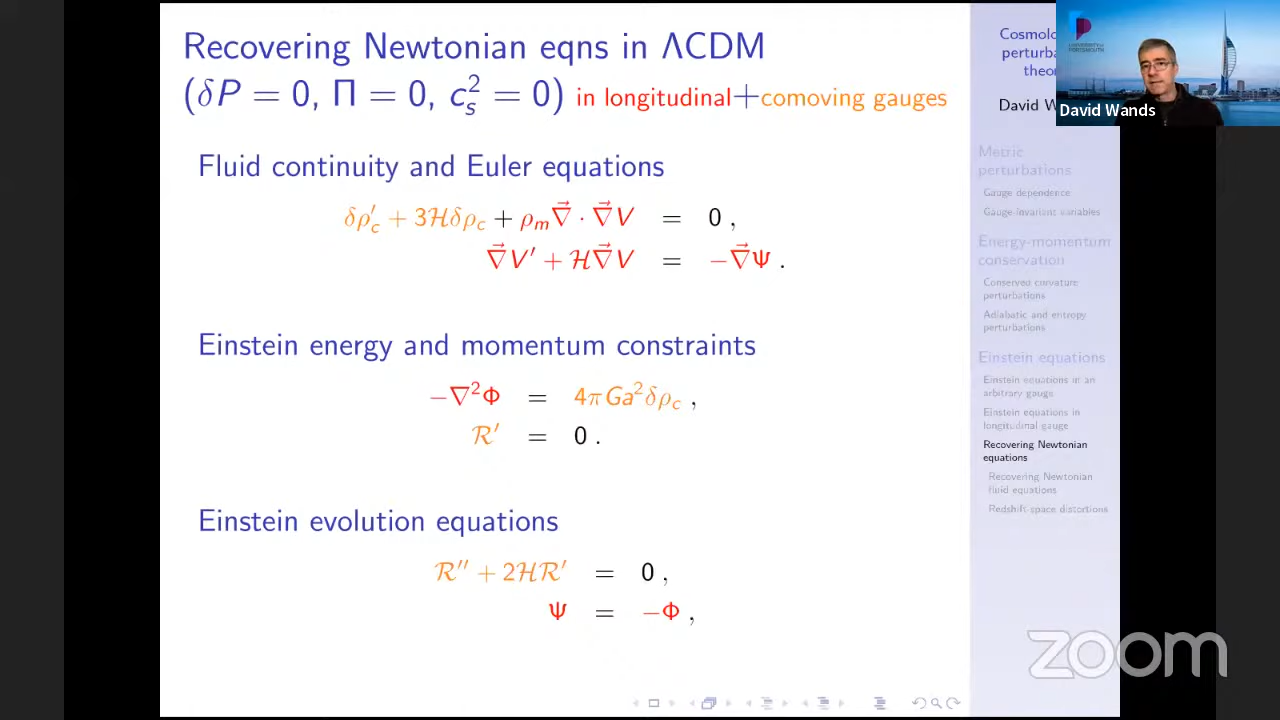 Recovering Newtonian eqns in ΛCDM
(δP = 0, Π = 0, c_s^2 = 0) in longitudinal+comoving gauges
Fluid continuity and Euler equations
δρ_c′ + 3ℋδρ_c + ρ_m ∇⃗ · ∇⃗V = 0 ,
∇⃗V′ + ℋ∇⃗V = −∇⃗Ψ .
Einstein energy and momentum constraints
−∇²Φ = 4πGa²δρ_c ,
ℛ′ = 0 .
Einstein evolution equations
ℛ″ + 2ℋℛ′ = 0 ,
Ψ = −Φ ,
Cosmolo
perturba
theor
David W
UNIVERSITY OF
PORTSMOUTH
David Wands
Metric
perturbations
Gauge dependence
Gauge-invariant variables
Energy-momentum
conservation
Conserved curvature
perturbations
Adiabatic and entropy
perturbations
Einstein equations
Einstein equations in an
arbitrary gauge
Einstein equations in
longitudinal gauge
Recovering Newtonian
equations
Recovering Newtonian
fluid equations
Redshift-space distortions
zoom